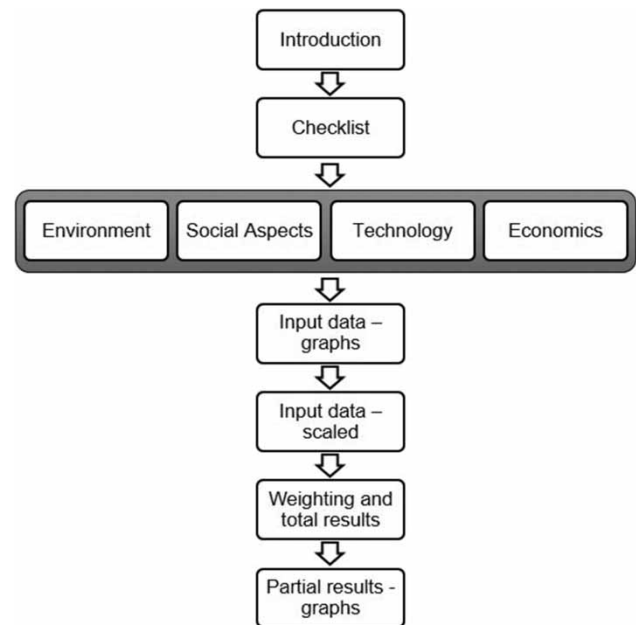 Introduction
Checklist
Environment
Social Aspects
Technology
Economics
Input data –
graphs
Input data –
scaled
Weighting and
total results
Partial results -
graphs